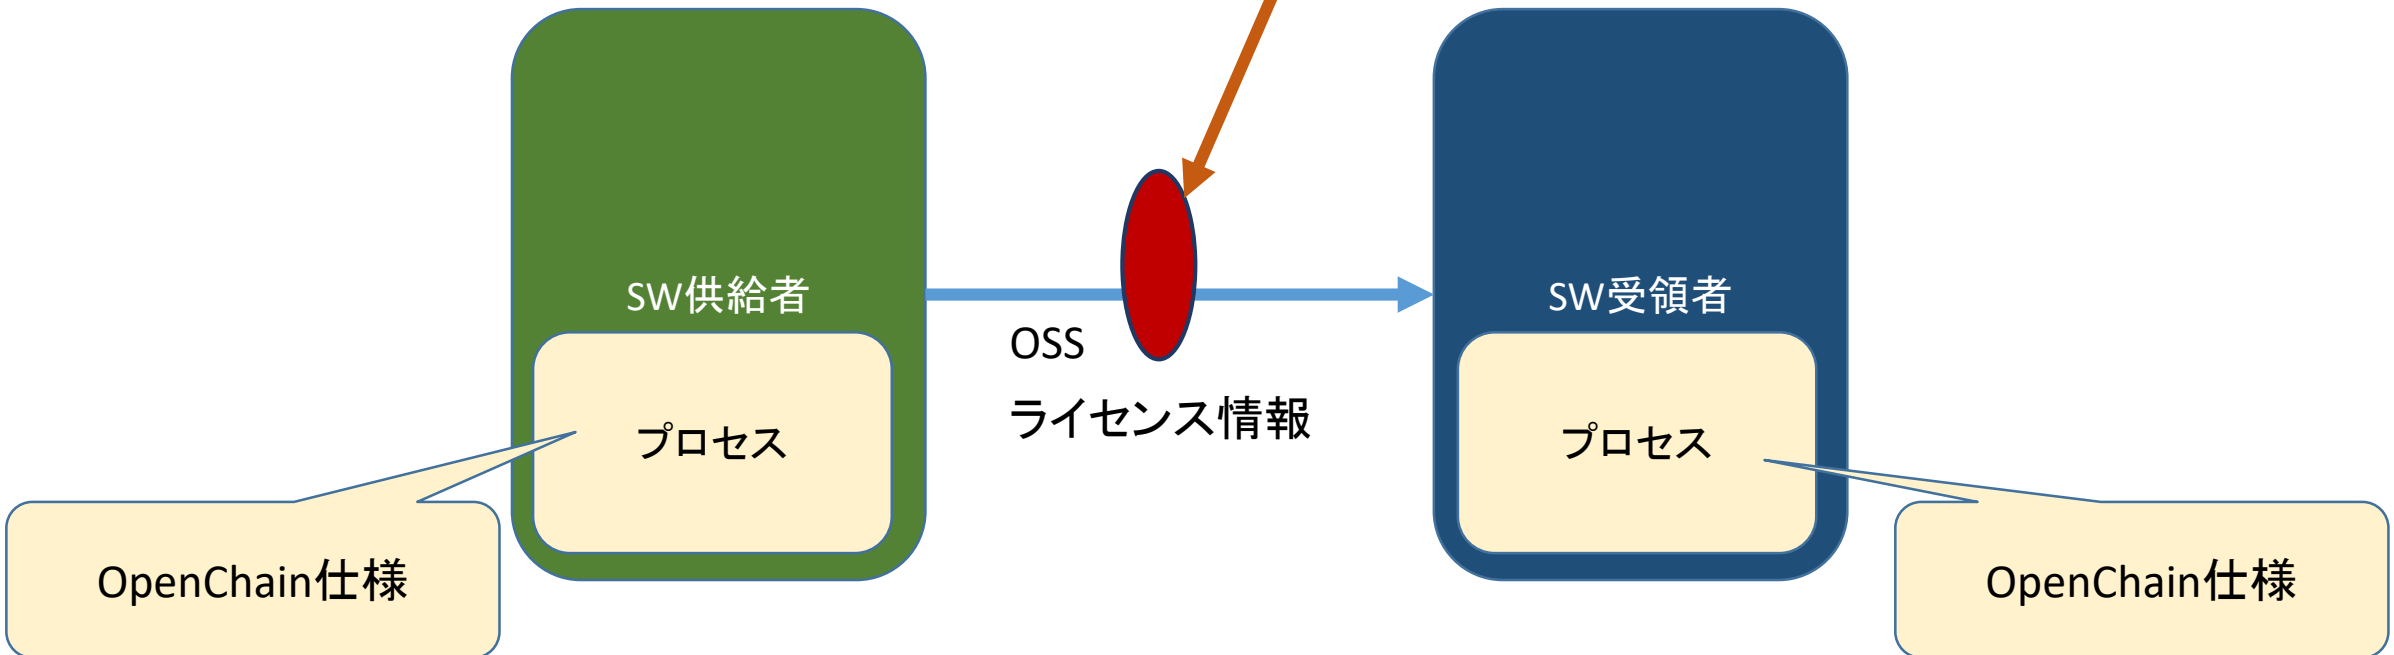 SW供給者
SW受領者
OSS
ライセンス情報
プロセス
プロセス
OpenChain仕様
OpenChain仕様